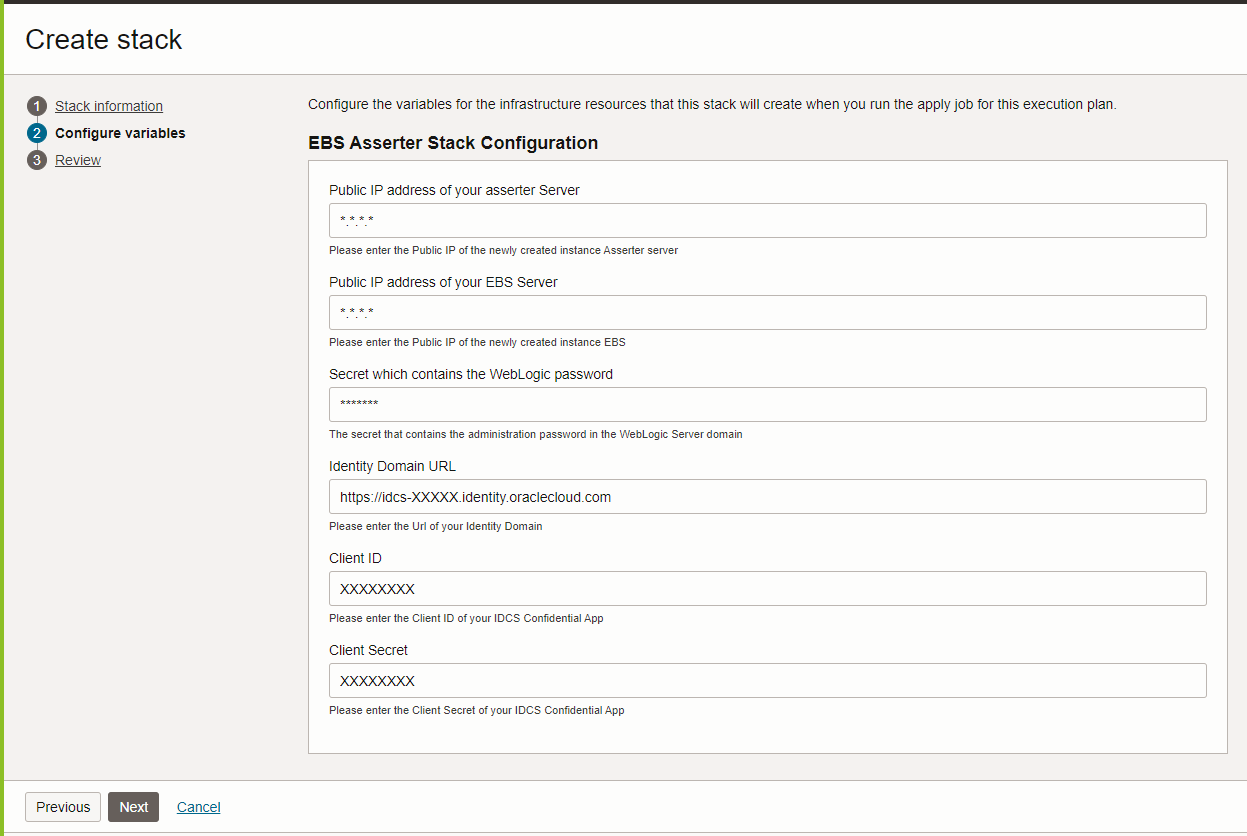 Create stack
1 Stack information
2 Configure variables
3 Review
Configure the variables for the infrastructure resources that this stack will create when you run the apply job for this execution plan.
EBS Asserter Stack Configuration
Public IP address of your asserter Server
*.*.*.*
Please enter the Public IP of the newly created instance Asserter server
Public IP address of your EBS Server
*.*.*.*
Please enter the Public IP of the newly created instance EBS
Secret which contains the WebLogic password
*******
The secret that contains the administration password in the WebLogic Server domain
Identity Domain URL
https://idcs-XXXXX.identity.oraclecloud.com
Please enter the Url of your Identity Domain
Client ID
XXXXXXXX
Please enter the Client ID of your IDCS Confidential App
Client Secret
XXXXXXXX
Please enter the Client Secret of your IDCS Confidential App
Previous Next Cancel